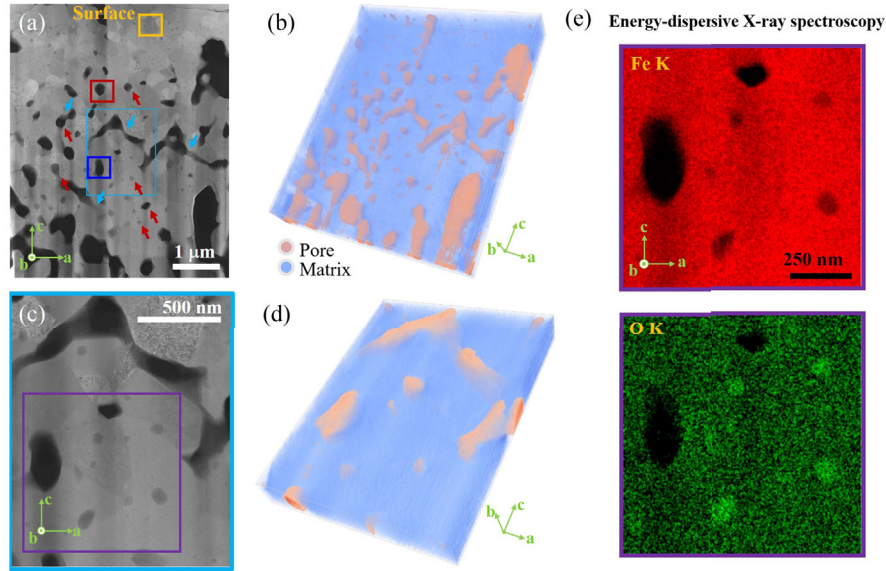 (a)
Surface
c
b
a
1 μm
(b)
c
b
a
Pore
Matrix
(e)
Energy-dispersive X-ray spectroscopy
Fe K
c
b
a
250 nm
(c)
500 nm
c
b
a
(d)
c
b
a
O K